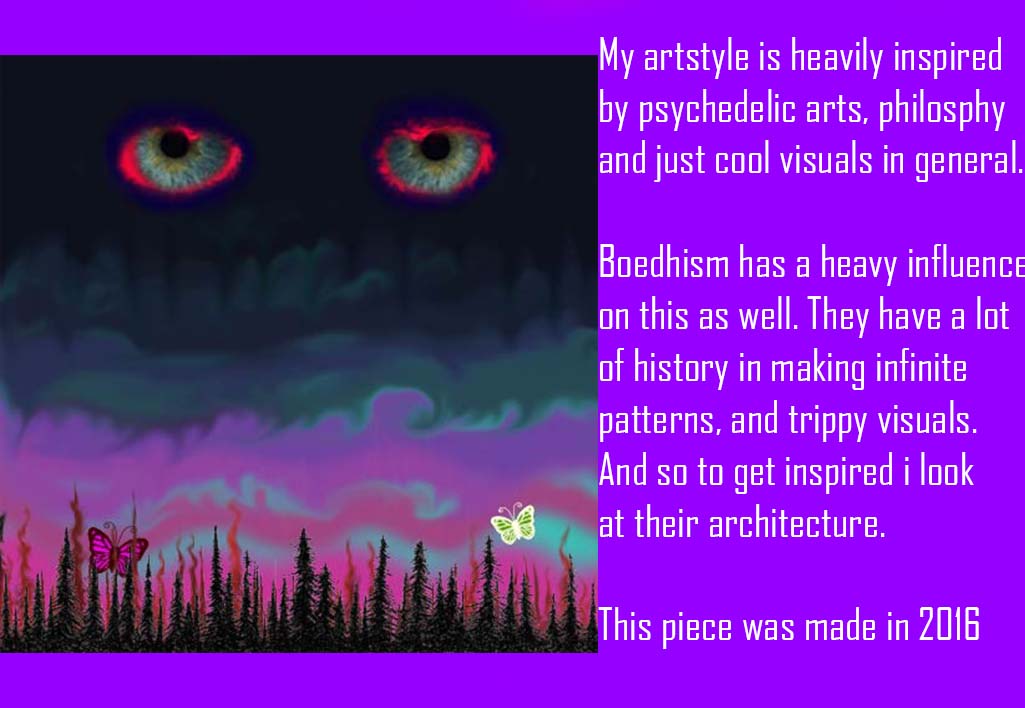 My artstyle is heavily inspired
by psychedelic arts, philosphy
and just cool visuals in general.
Boedhism has a heavy influence
on this as well. They have a lot
of history in making infinite
patterns, and trippy visuals.
And so to get inspired i look
at their architecture.
This piece was made in 2016